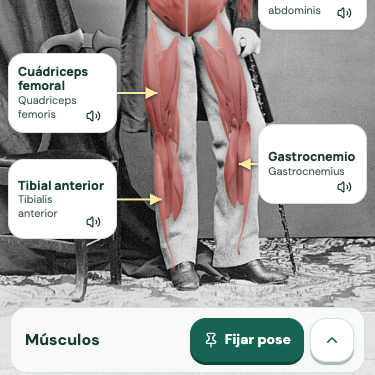 abdominis
Cuádriceps
femoral
Quadriceps
femoris
Gastrocnemio
Gastrocnemius
Tibial anterior
Tibialis
anterior
Músculos
Fijar pose